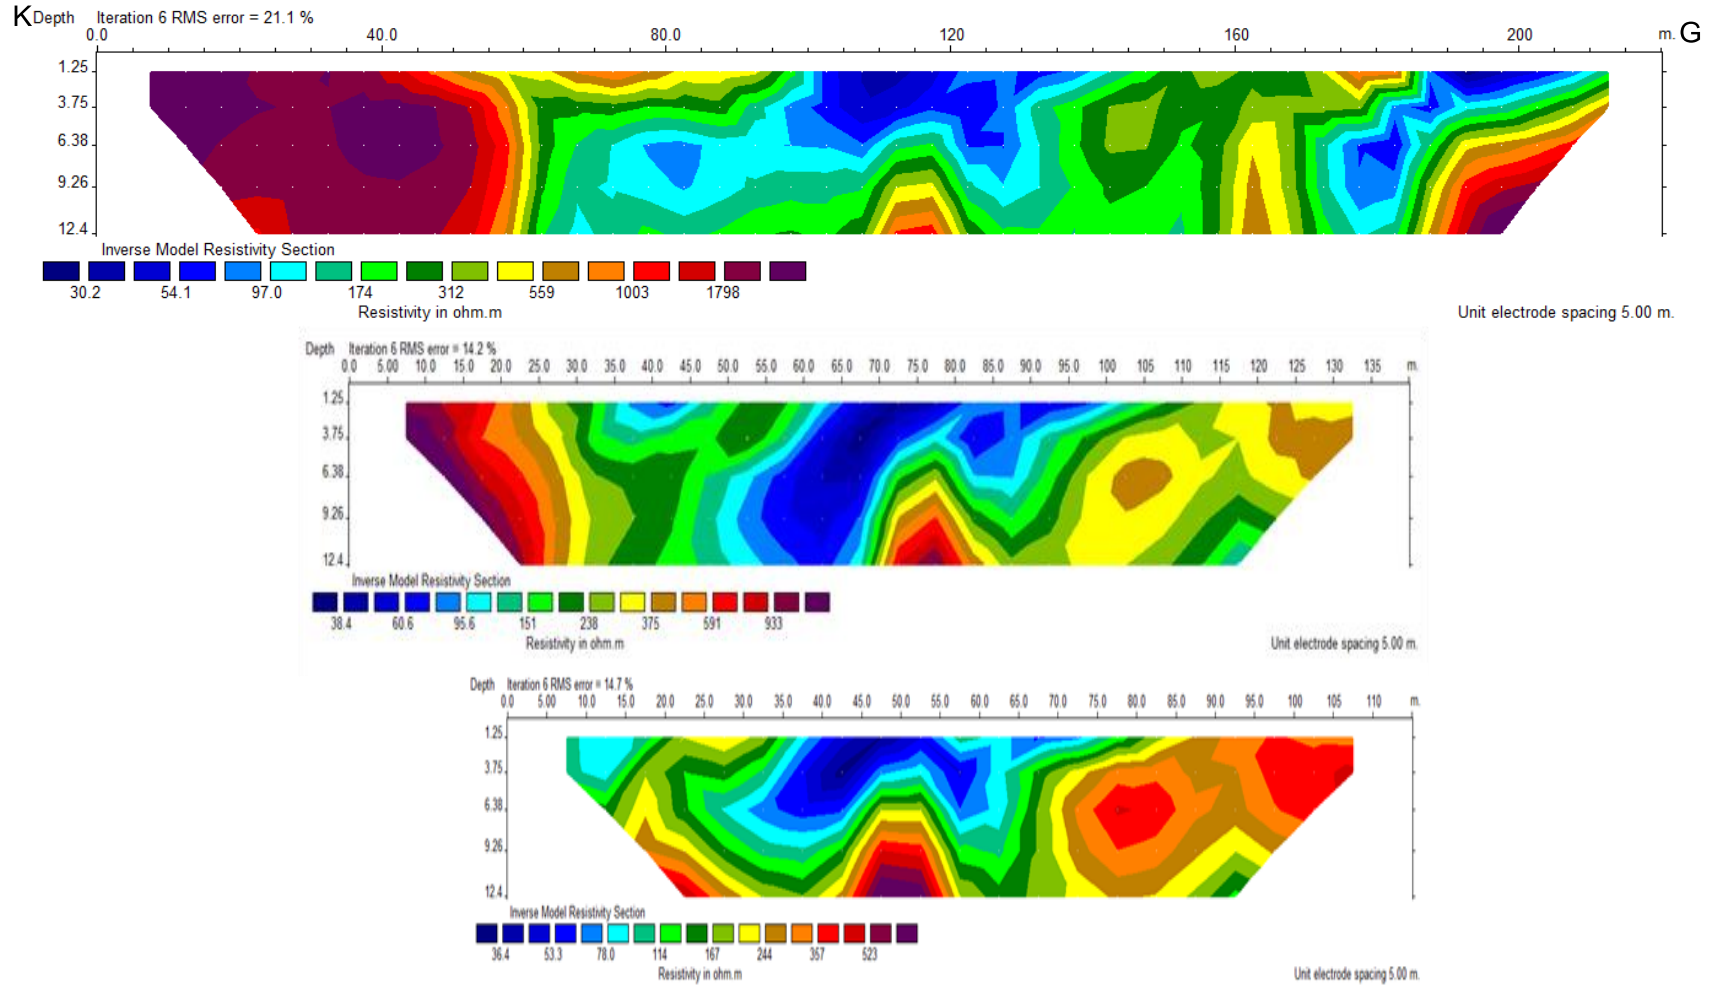 K Depth Iteration 6 RMS error = 21.1 %
0.0 40.0 80.0 120 160 200 m. G
1.25
3.75
6.38
9.26
12.4
Inverse Model Resistivity Section
30.2 54.1 97.0 174 312 559 1003 1798
Resistivity in ohm.m
Unit electrode spacing 5.00 m.
Depth Iteration 6 RMS error = 14.2 %
0.0 5.00 10.0 15.0 20.0 25.0 30.0 35.0 40.0 45.0 50.0 55.0 60.0 65.0 70.0 75.0 80.0 85.0 90.0 95.0 100 105 110 115 120 125 130 135 m.
1.25
3.75
6.38
9.26
12.4
Inverse Model Resistivity Section
38.4 60.6 95.6 151 238 375 591 933
Resistivity in ohm.m
Unit electrode spacing 5.00 m.
Depth Iteration 6 RMS error = 14.7 %
0.0 5.00 10.0 15.0 20.0 25.0 30.0 35.0 40.0 45.0 50.0 55.0 60.0 65.0 70.0 75.0 80.0 85.0 90.0 95.0 100 105 110 m.
1.25
3.75
6.38
9.26
12.4
Inverse Model Resistivity Section
36.4 53.3 78.0 114 167 244 357 523
Resistivity in ohm.m
Unit electrode spacing 5.00 m.